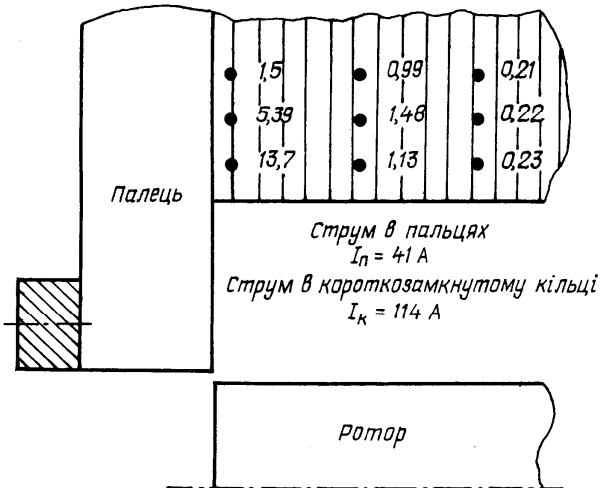 1,5 0,99 0,21
5,39 1,48 0,22
13,7 1,13 0,23
Палець
Струм в пальцях
Iп = 41 А
Струм в короткозамкнутому кільці
Iк = 114 А
Ротор